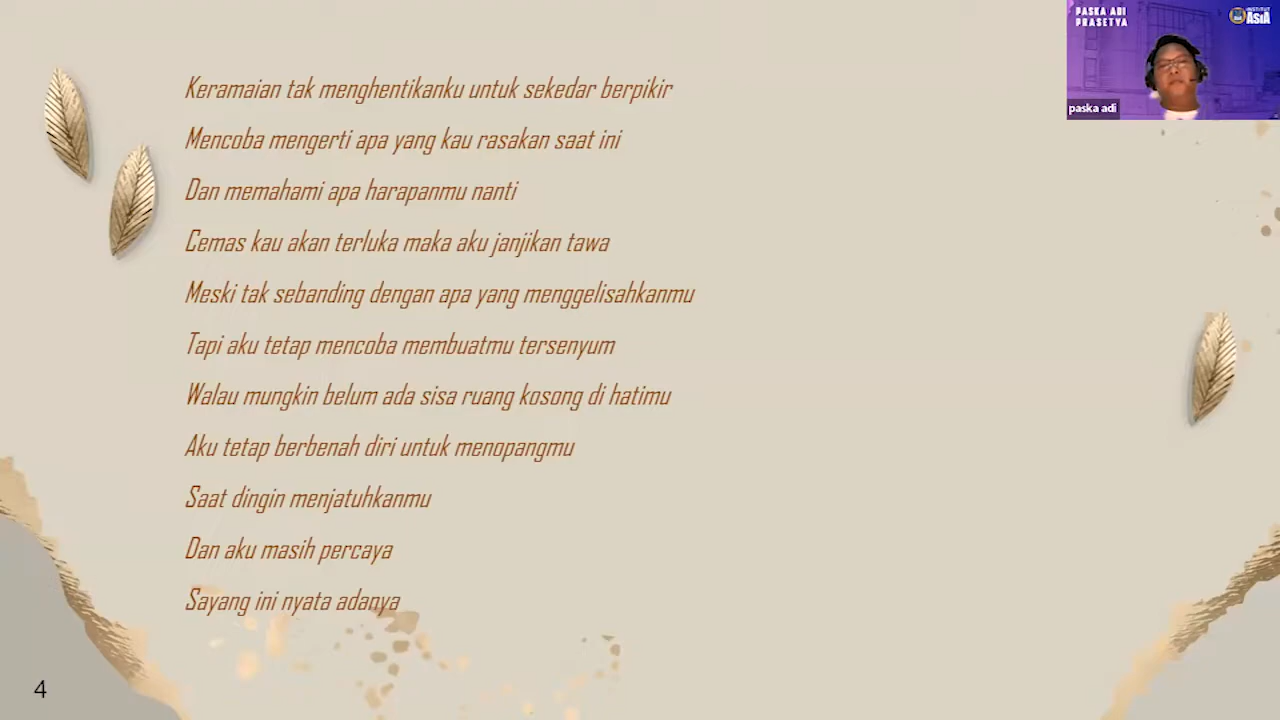 Keramaian tak menghentikanku untuk sekedar berpikir
Mencoba mengerti apa yang kau rasakan saat ini
Dan memahami apa harapanmu nanti
Cemas kau akan terluka maka aku janjikan tawa
Meski tak sebanding dengan apa yang menggelisahkanmu
Tapi aku tetap mencoba membuatmu tersenyum
Walau mungkin belum ada sisa ruang kosong di hatimu
Aku tetap berbenah diri untuk menopangmu
Saat dingin menjatuhkanmu
Dan aku masih percaya
Sayang ini nyata adanya
4
PASKA ADI
PRASETYA
INSTITUT
ASIA
paska adi